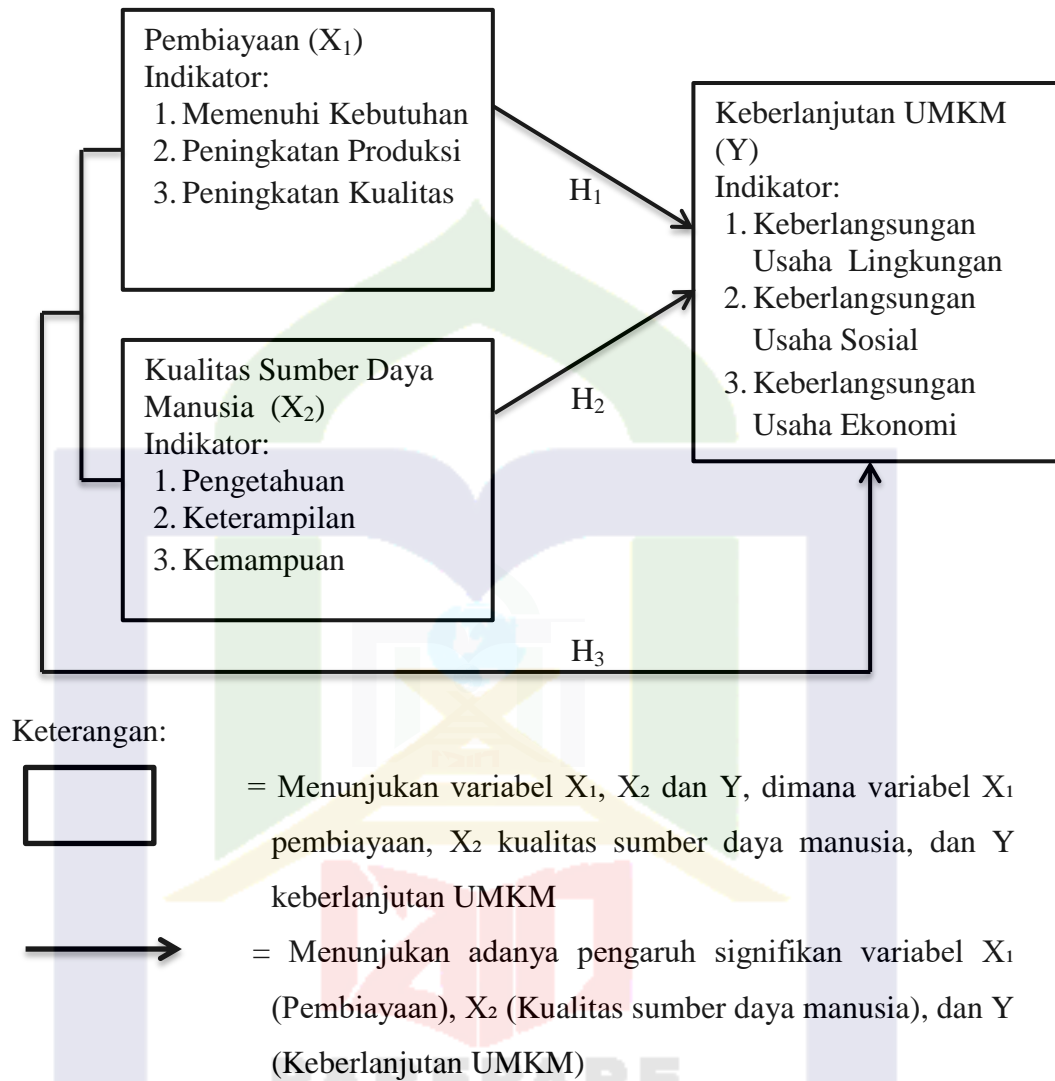 Pembiayaan (X₁)
Indikator:
1. Memenuhi Kebutuhan
2. Peningkatan Produksi
3. Peningkatan Kualitas
H₁
Keberlanjutan UMKM
(Y)
Indikator:
1. Keberlangsungan
Usaha Lingkungan
2. Keberlangsungan
Usaha Sosial
3. Keberlangsungan
Usaha Ekonomi
Kualitas Sumber Daya
Manusia (X₂)
Indikator:
1. Pengetahuan
2. Keterampilan
3. Kemampuan
H₂
H₃
Keterangan:
= Menunjukan variabel X₁, X₂ dan Y, dimana variabel X₁
pembiayaan, X₂ kualitas sumber daya manusia, dan Y
keberlanjutan UMKM
= Menunjukan adanya pengaruh signifikan variabel X₁
(Pembiayaan), X₂ (Kualitas sumber daya manusia), dan Y
(Keberlanjutan UMKM)